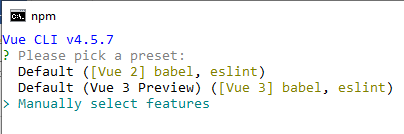 npm
Vue CLI v4.5.7
? Please pick a preset:
Default ([Vue 2] babel, eslint)
Default (Vue 3 Preview) ([Vue 3] babel, eslint)
> Manually select features